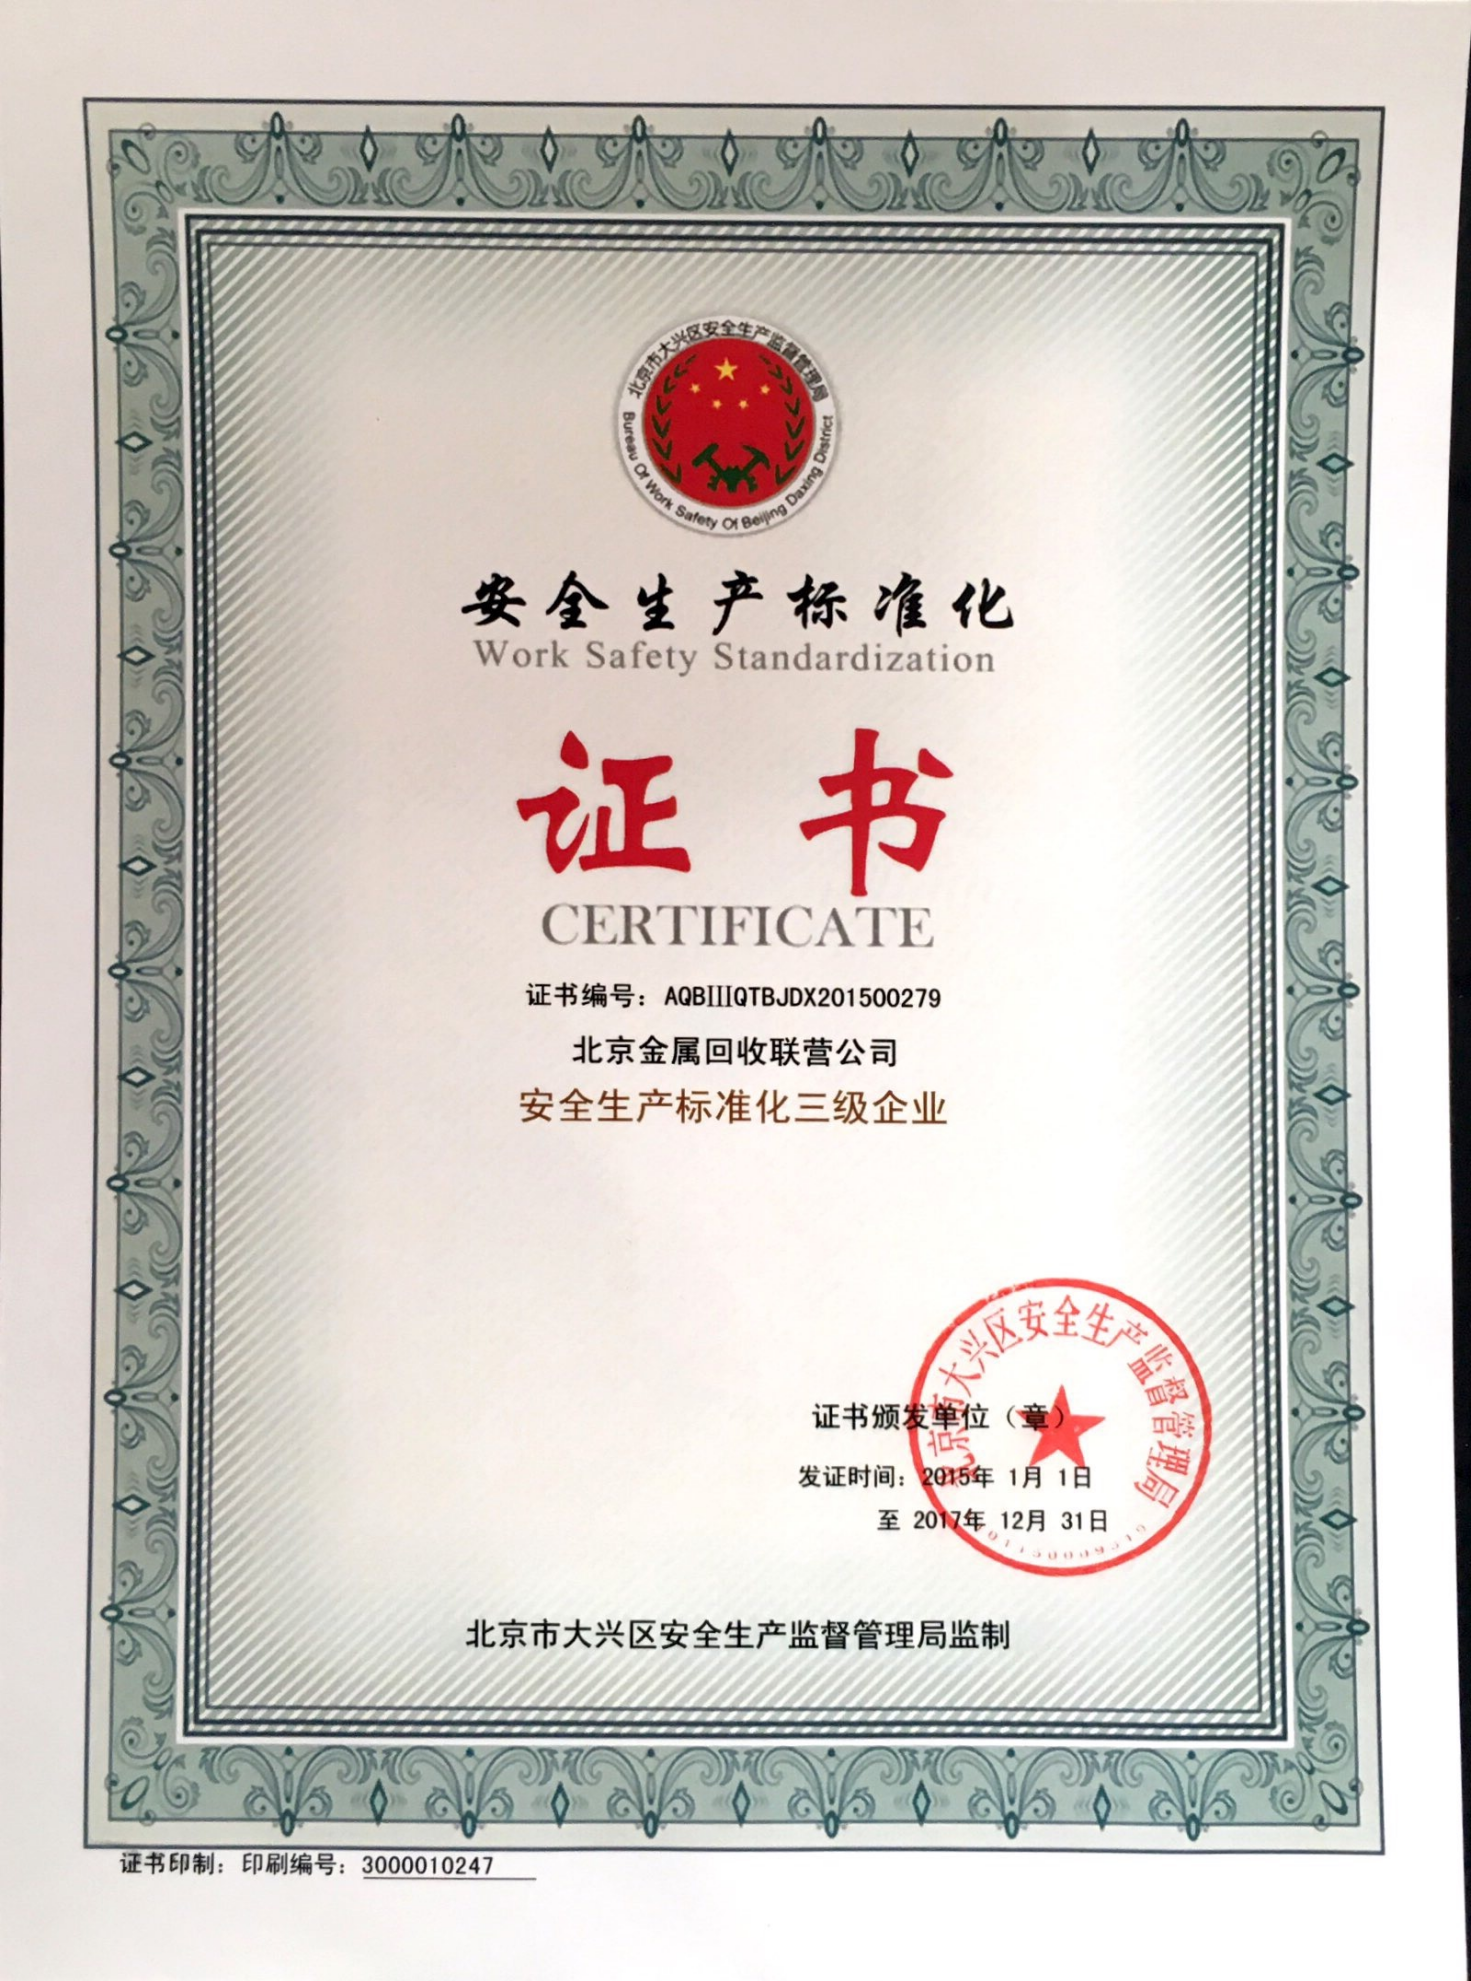 北京市大兴区安全生产监督管理局
Bureau Of Work Safety Of Beijing Daxing District
安全生产标准化
Work Safety Standardization
证书
CERTIFICATE
证书编号：AQBIIIQTBJDX201500279
北京金属回收联营公司
安全生产标准化三级企业
北京市大兴区安全生产监督管理局
证书颁发单位（章）
发证时间：2015年 1月 1日
至 2017年 12月 31日
北京市大兴区安全生产监督管理局监制
证书印制：印刷编号：3000010247